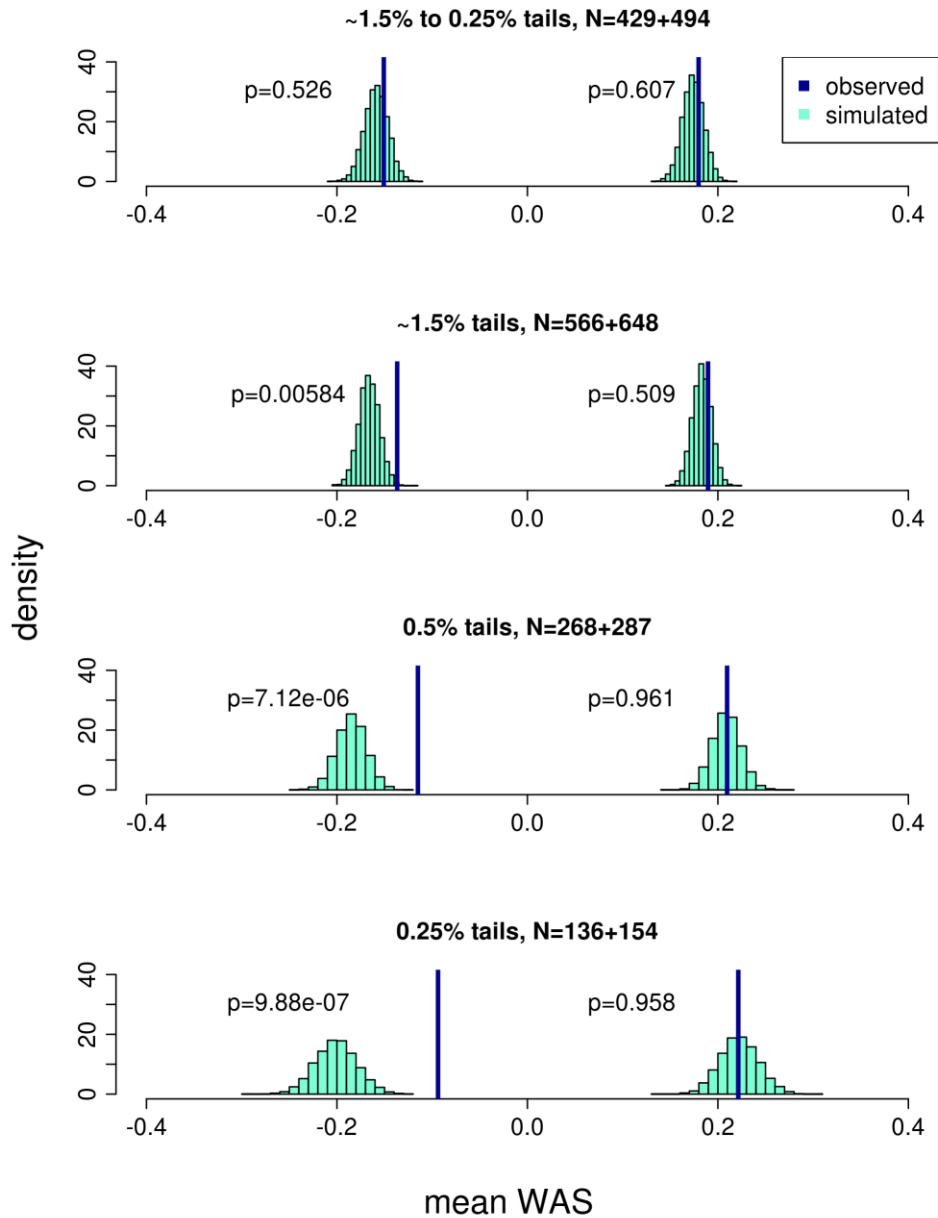 ~1.5% to 0.25% tails, N=429+494
p=0.526
p=0.607
observed
simulated
0
20
40
-0.4
-0.2
0.0
0.2
0.4
~1.5% tails, N=566+648
p=0.00584
p=0.509
0
20
40
-0.4
-0.2
0.0
0.2
0.4
density
0.5% tails, N=268+287
p=7.12e-06
p=0.961
0
20
40
-0.4
-0.2
0.0
0.2
0.4
0.25% tails, N=136+154
p=9.88e-07
p=0.958
0
20
40
-0.4
-0.2
0.0
0.2
0.4
mean WAS